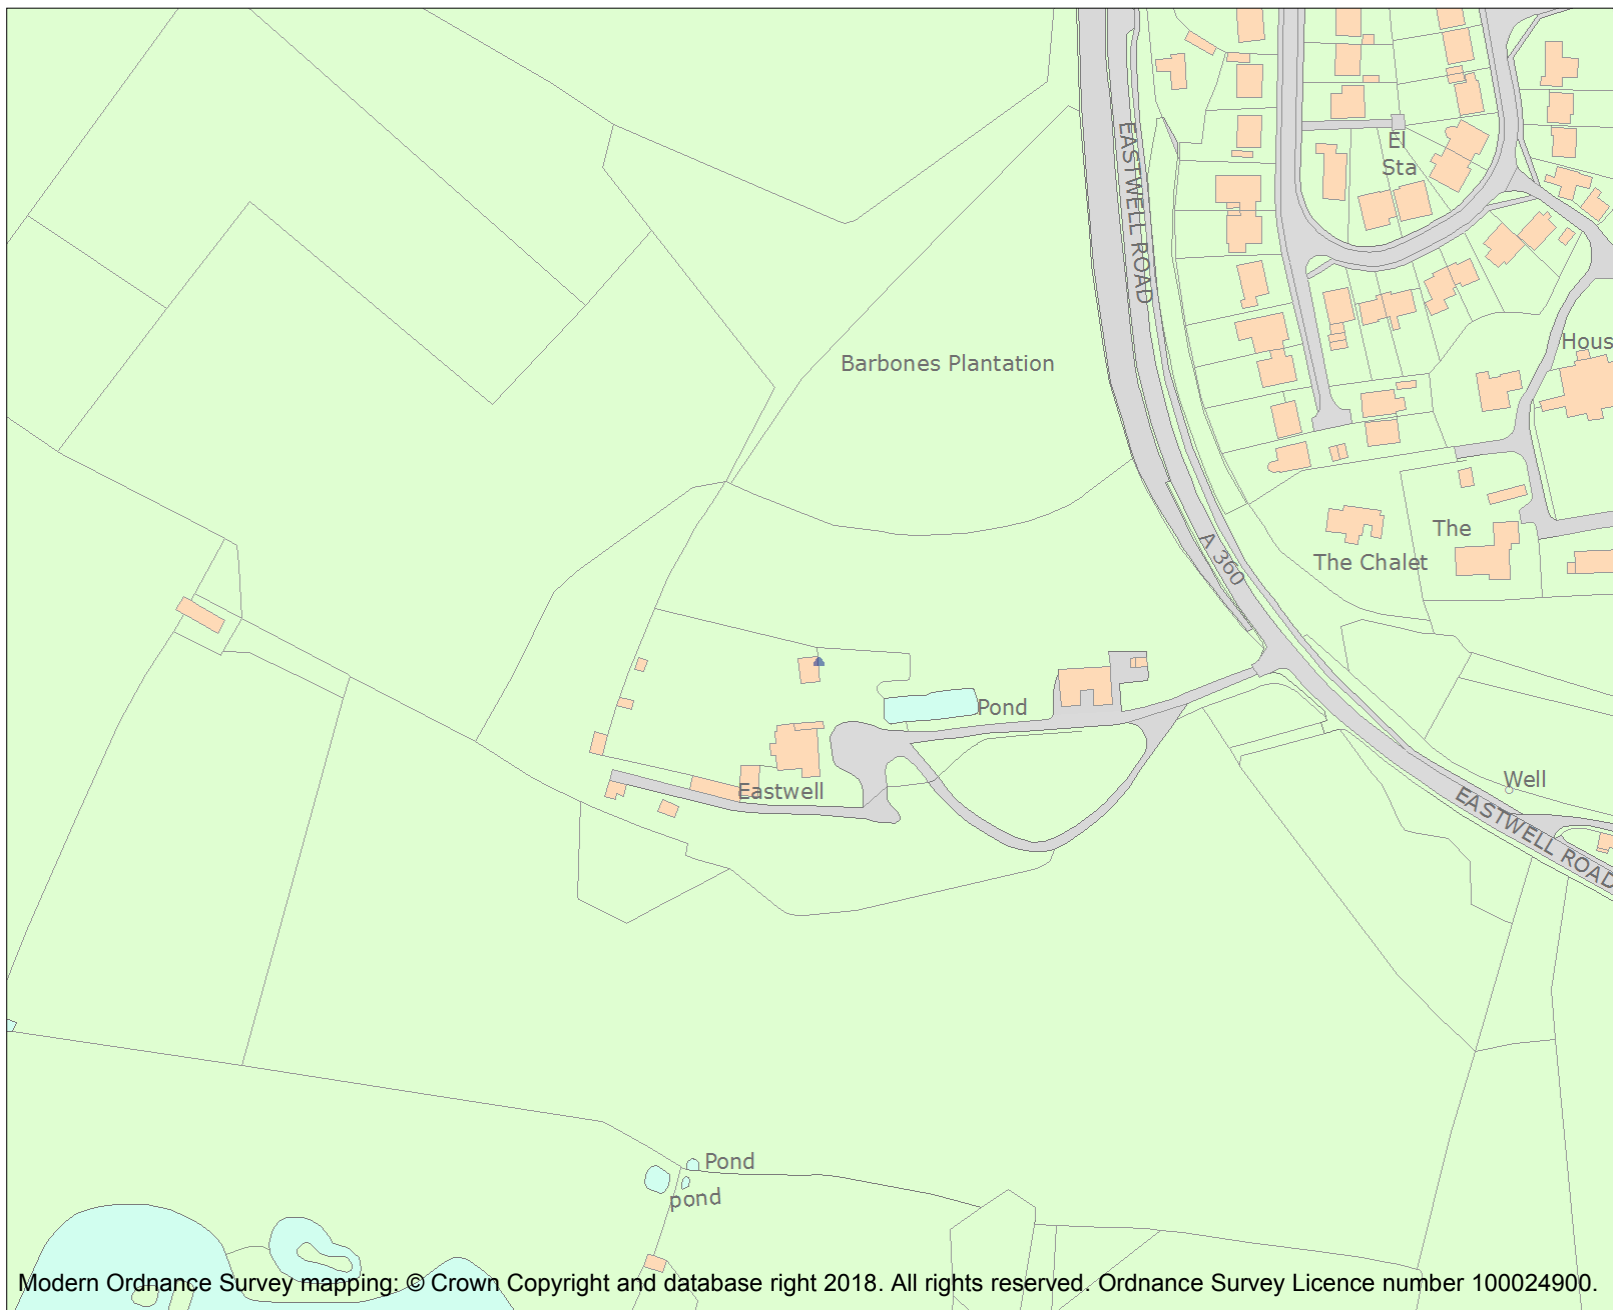 EASTWELL ROAD
El
Sta
Barbones Plantation
Hous
The
The Chalet
A 360
Pond
Eastwell
Well
EASTWELL ROAD
Pond
pond
Modern Ordnance Survey mapping: © Crown Copyright and database right 2018. All rights reserved. Ordnance Survey Licence number 100024900.